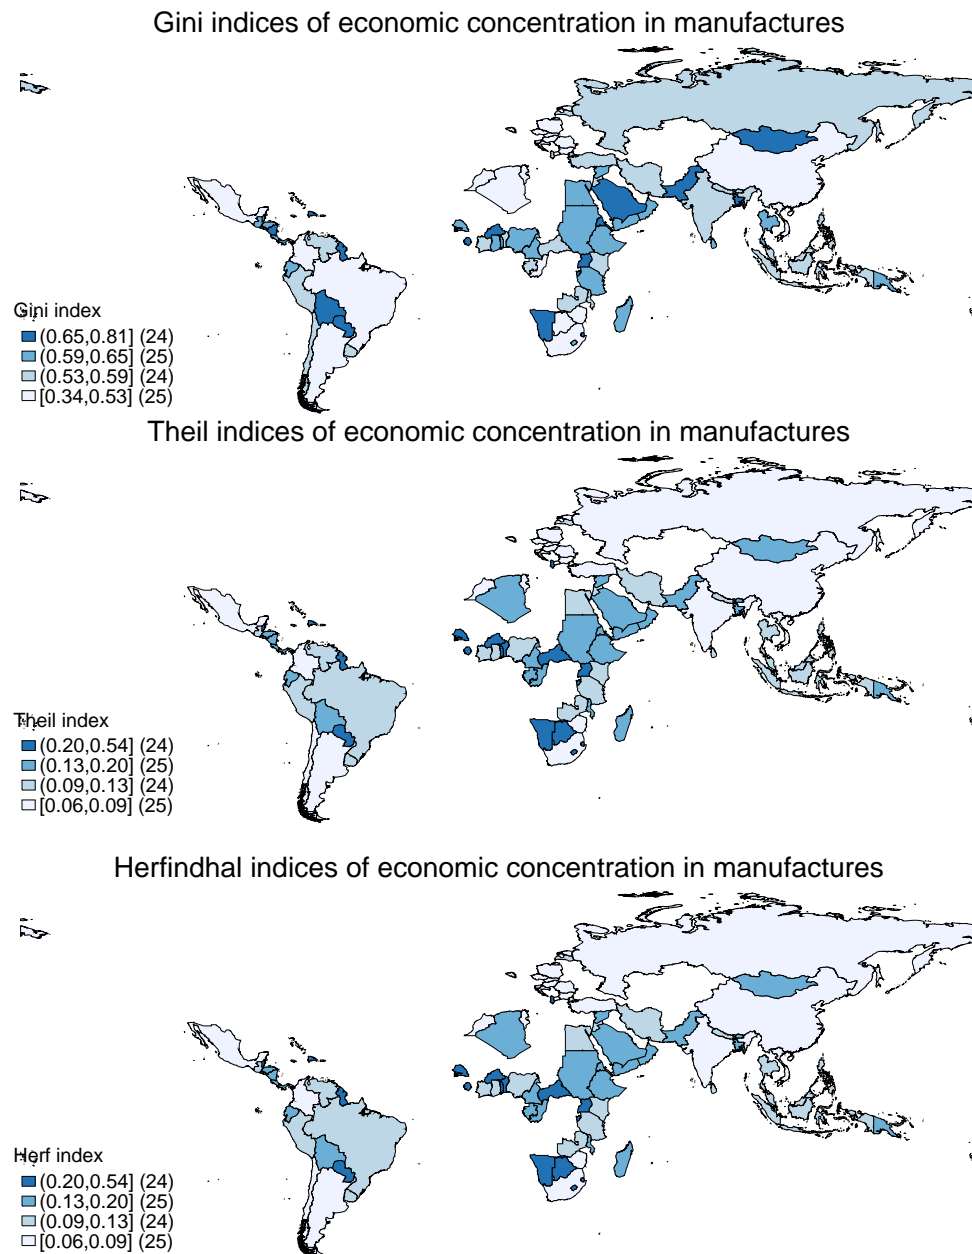 Gini indices of economic concentration in manufactures
Gini index
(0.65,0.81] (24)
(0.59,0.65] (25)
(0.53,0.59] (24)
[0.34,0.53] (25)
Theil indices of economic concentration in manufactures
Theil index
(0.20,0.54] (24)
(0.13,0.20] (25)
(0.09,0.13] (24)
[0.06,0.09] (25)
Herfindhal indices of economic concentration in manufactures
Herf index
(0.20,0.54] (24)
(0.13,0.20] (25)
(0.09,0.13] (24)
[0.06,0.09] (25)